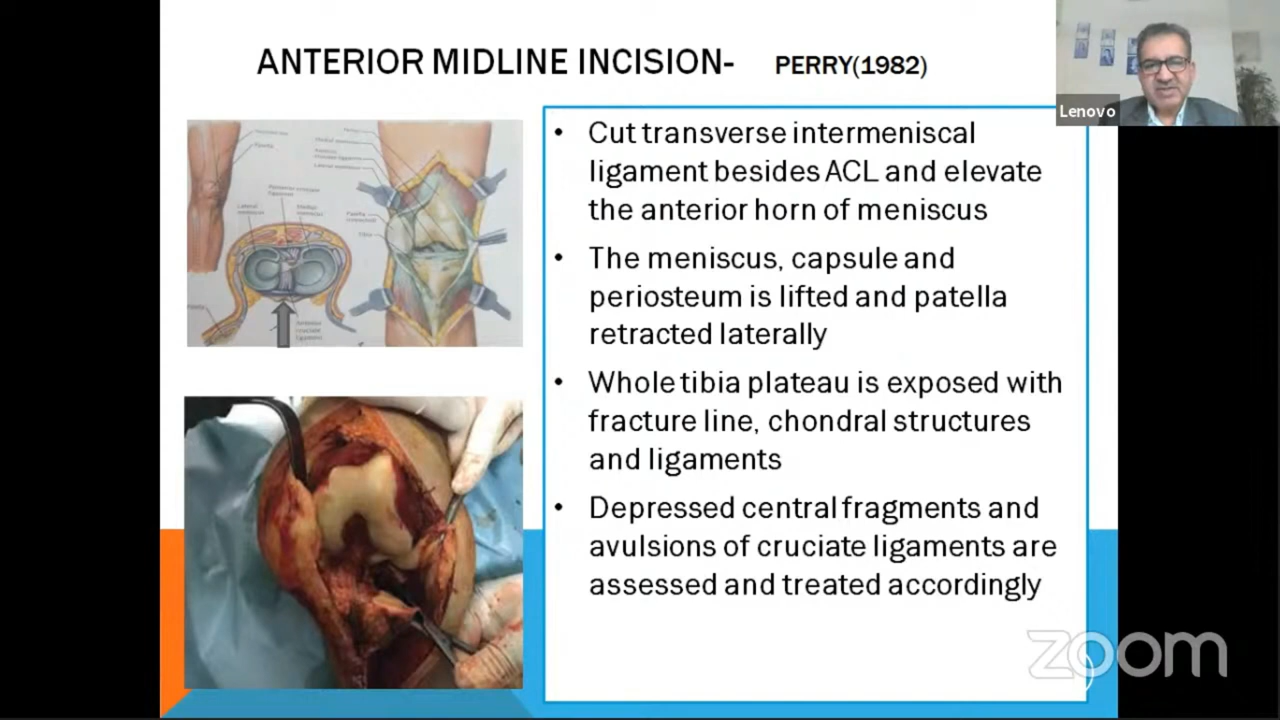 ANTERIOR MIDLINE INCISION- PERRY(1982)
Lenovo
• Cut transverse intermeniscal
ligament besides ACL and elevate
the anterior horn of meniscus
• The meniscus, capsule and
periosteum is lifted and patella
retracted laterally
• Whole tibia plateau is exposed with
fracture line, chondral structures
and ligaments
• Depressed central fragments and
avulsions of cruciate ligaments are
assessed and treated accordingly
zoom